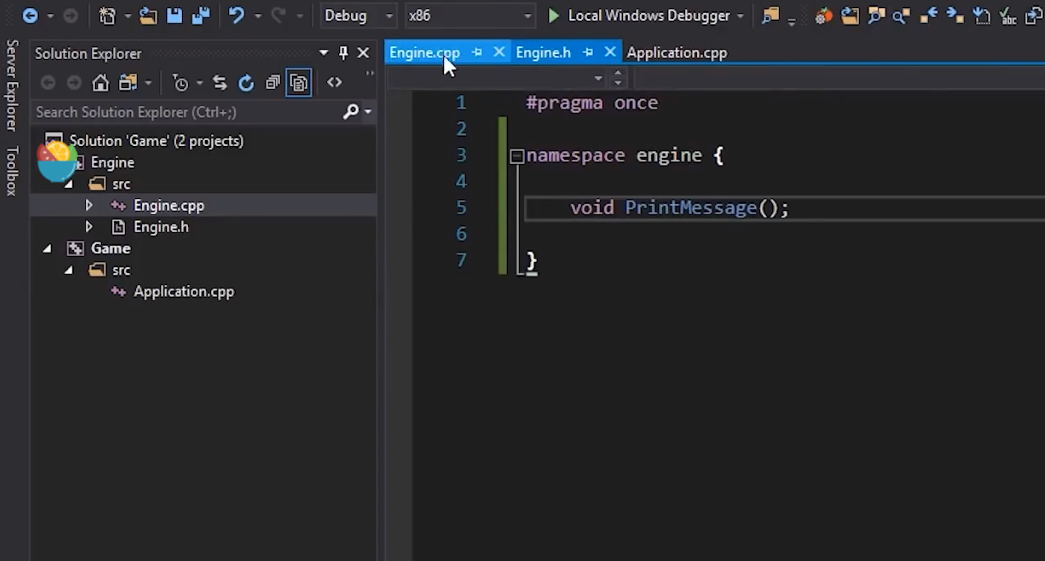 Debug
x86
Local Windows Debugger
abc
Server Explorer
Toolbox
Solution Explorer
Search Solution Explorer (Ctrl+;)
Solution 'Game' (2 projects)
Engine
src
Engine.cpp
Engine.h
Game
src
Application.cpp
Engine.cpp
Engine.h
Application.cpp
1 #pragma once
2
3 namespace engine {
4
5 void PrintMessage();
6
7 }